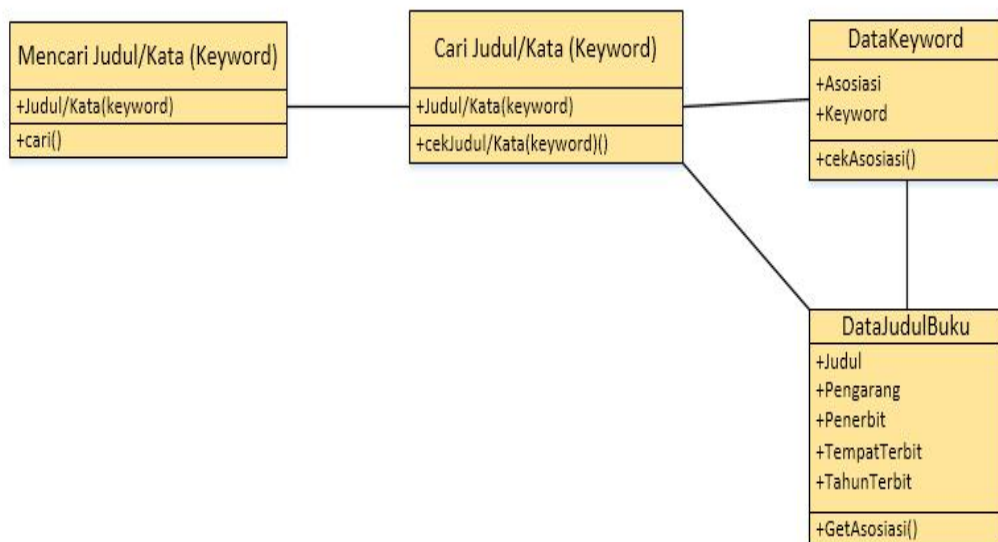 Mencari Judul/Kata (Keyword)
+Judul/Kata(keyword)
+cari()
Cari Judul/Kata (Keyword)
+Judul/Kata(keyword)
+cekJudul/Kata(keyword)()
DataKeyword
+Asosiasi
+Keyword
+cekAsosiasi()
DataJudulBuku
+Judul
+Pengarang
+Penerbit
+TempatTerbit
+TahunTerbit
+GetAsosiasi()